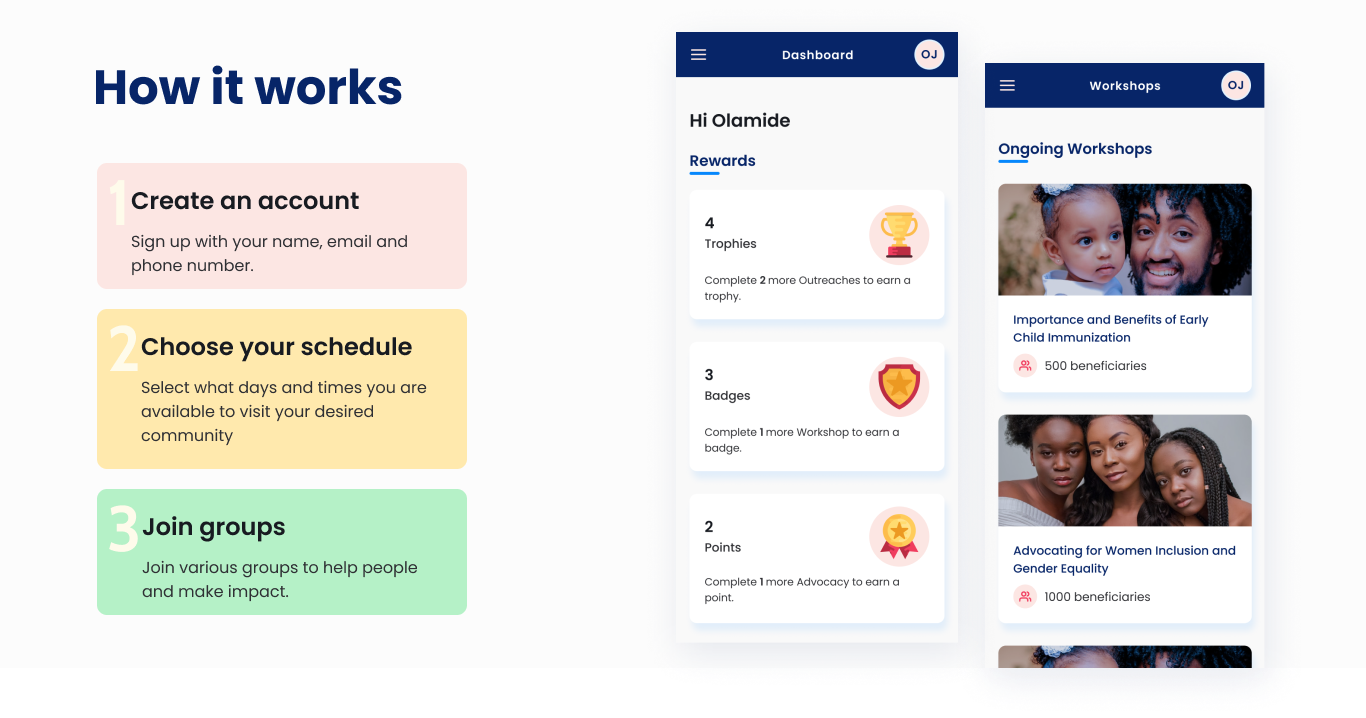 How it works
1
Create an account
Sign up with your name, email and
phone number.
2
Choose your schedule
Select what days and times you are
available to visit your desired
community
3
Join groups
Join various groups to help people
and make impact.
Dashboard
OJ
Hi Olamide
Rewards
4
Trophies
Complete 2 more Outreaches to earn a
trophy.
3
Badges
Complete 1 more Workshop to earn a
badge.
2
Points
Complete 1 more Advocacy to earn a
point.
Workshops
OJ
Ongoing Workshops
Importance and Benefits of Early
Child Immunization
500 beneficiaries
Advocating for Women Inclusion and
Gender Equality
1000 beneficiaries